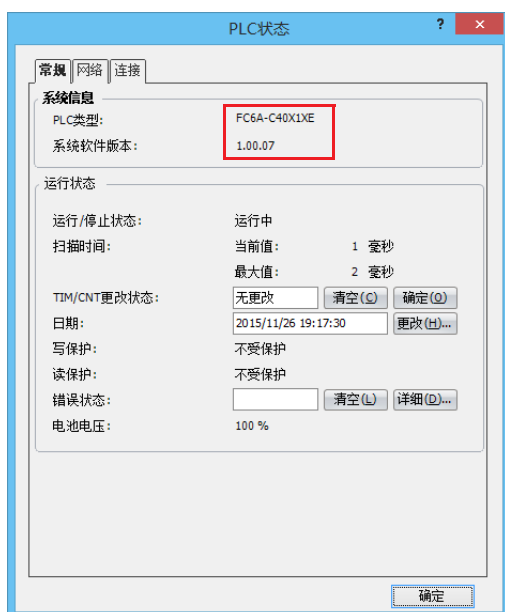 PLC状态 ? ×
常规 网络 连接
系统信息
PLC类型: FC6A-C40X1XE
系统软件版本: 1.00.07
运行状态
运行/停止状态: 运行中
扫描时间: 当前值: 1 毫秒
最大值: 2 毫秒
TIM/CNT更改状态: 无更改 清空(C) 确定(O)
日期: 2015/11/26 19:17:30 更改(H)...
写保护: 不受保护
读保护: 不受保护
错误状态: 清空(L) 详细(D)...
电池电压: 100 %
确定